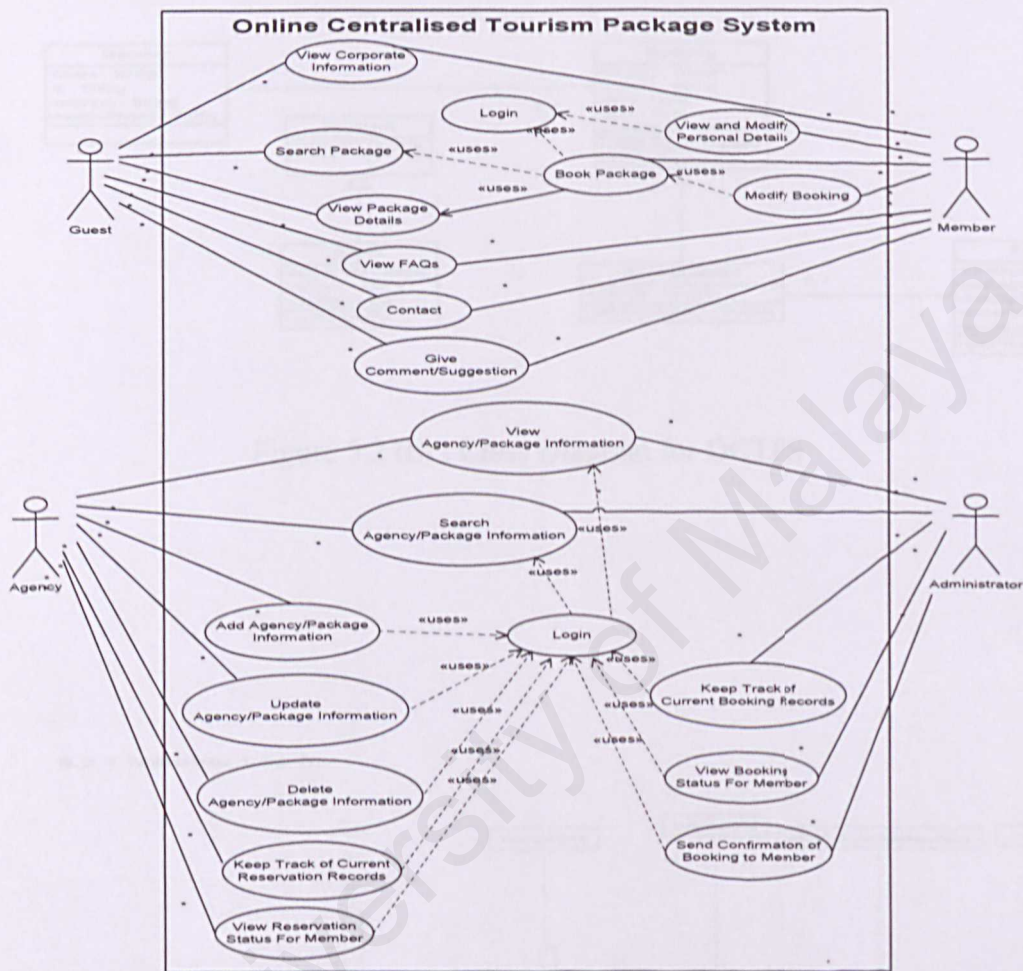 Online Centralised Tourism Package System
View Corporate
Information
Login
«uses»
View and Modify
Personal Details
«uses»
Search Package
«uses»
Book Package
«uses»
Modify Booking
«uses»
View Package
Details
Guest
Member
View FAQs
Contact
Give
Comment/Suggestion
View
Agency/Package Information
Search
Agency/Package Information
«uses»
«uses»
Agency
Administrator
Add Agency/Package
Information
«uses»
Login
«uses»
«uses»
Update
Agency/Package Information
Keep Track of
Current Booking Records
«uses»
«uses»
«uses»
«uses»
Delete
Agency/Package Information
View Booking
Status For Member
Keep Track of Current
Reservation Records
Send Confirmaton of
Booking to Member
View Reservation
Status For Member
University of Malaya